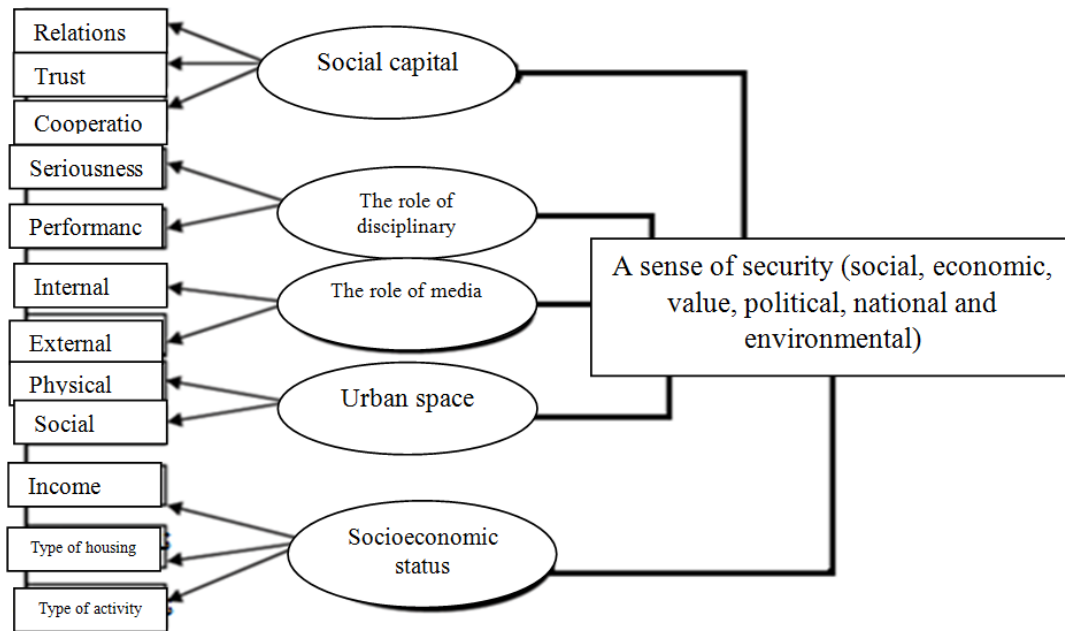 Relations
Trust
Cooperatio
Seriousness
Performanc
Internal
External
Physical
Social
Income
Type of housing
Type of activity
Social capital
The role of
disciplinary
The role of media
Urban space
Socioeconomic
status
A sense of security (social, economic,
value, political, national and
environmental)